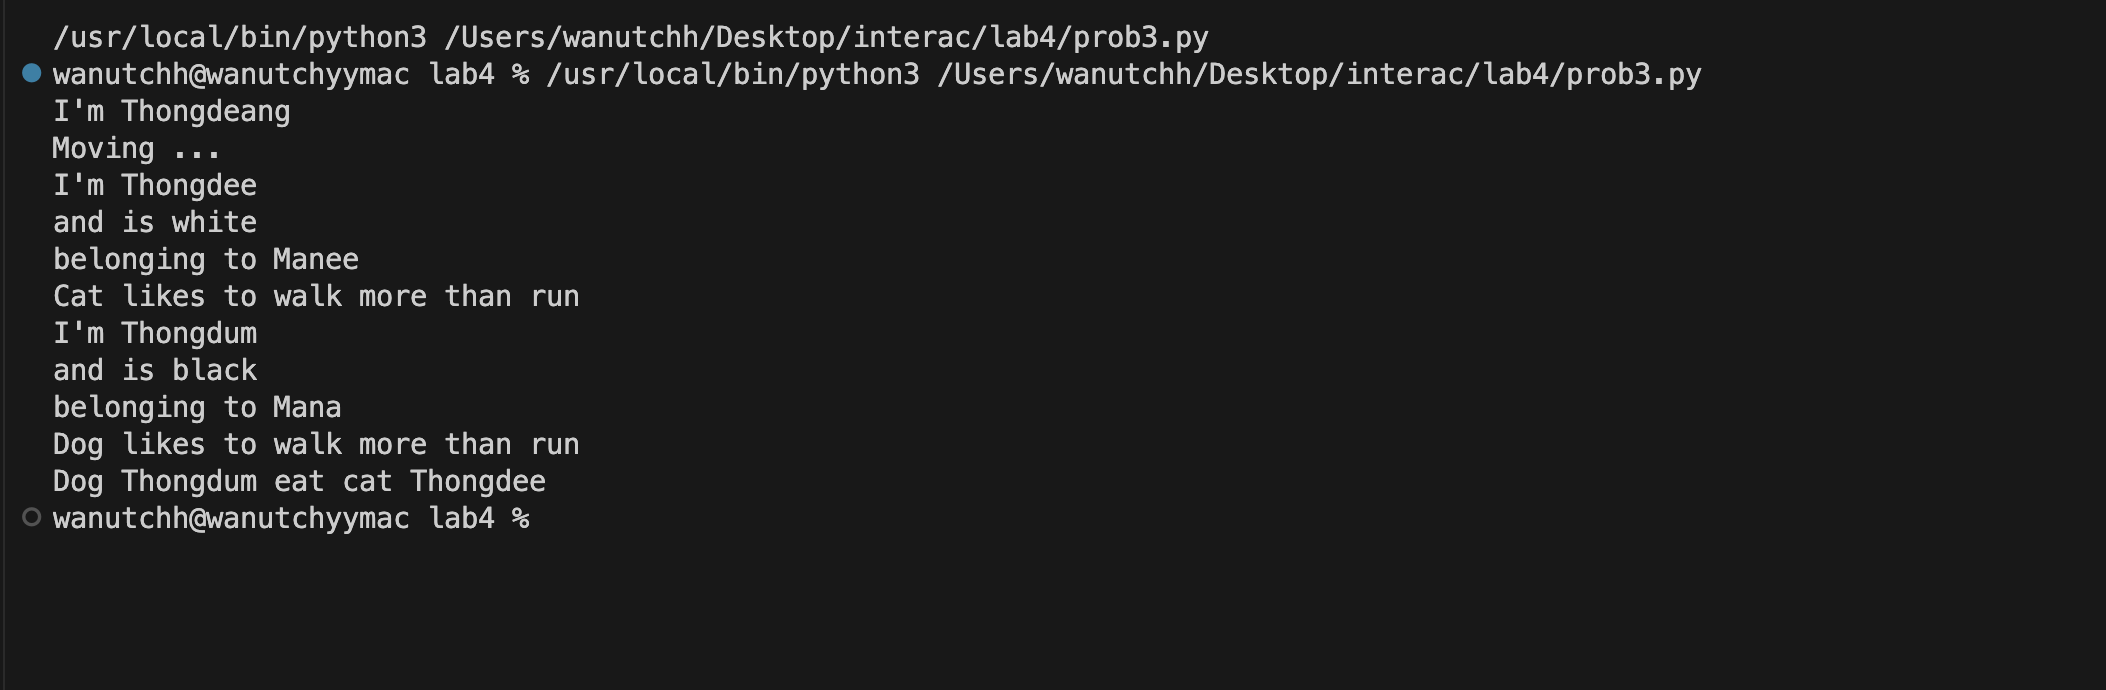 /usr/local/bin/python3 /Users/wanutchh/Desktop/interac/lab4/prob3.py
wanutchh@wanutchyymac lab4 % /usr/local/bin/python3 /Users/wanutchh/Desktop/interac/lab4/prob3.py
I'm Thongdeang
Moving ...
I'm Thongdee
and is white
belonging to Manee
Cat likes to walk more than run
I'm Thongdum
and is black
belonging to Mana
Dog likes to walk more than run
Dog Thongdum eat cat Thongdee
wanutchh@wanutchyymac lab4 %